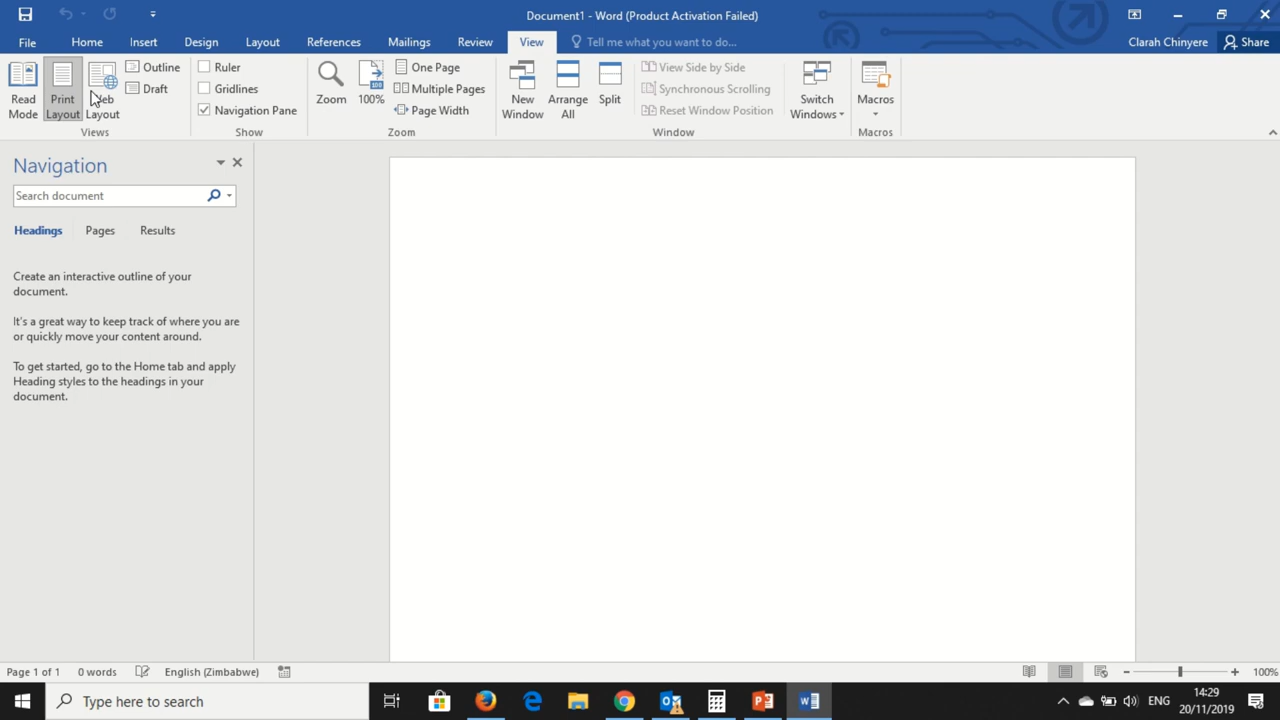 Document1 - Word (Product Activation Failed)
File Home Insert Design Layout References Mailings Review View Tell me what you want to do... Clarah Chinyere Share
Read Mode
Print Layout
Web Layout
Outline
Draft
Views
Ruler
Gridlines
Navigation Pane
Show
Zoom
100
100%
One Page
Multiple Pages
Page Width
Zoom
New Window
Arrange All
Split
View Side by Side
Synchronous Scrolling
Reset Window Position
Window
Switch Windows
Macros
Macros
Navigation
Search document
Headings Pages Results
Create an interactive outline of your
document.
It's a great way to keep track of where you are
or quickly move your content around.
To get started, go to the Home tab and apply
Heading styles to the headings in your
document.
Page 1 of 1 0 words English (Zimbabwe) 100%
Type here to search
ENG
14:29
20/11/2019